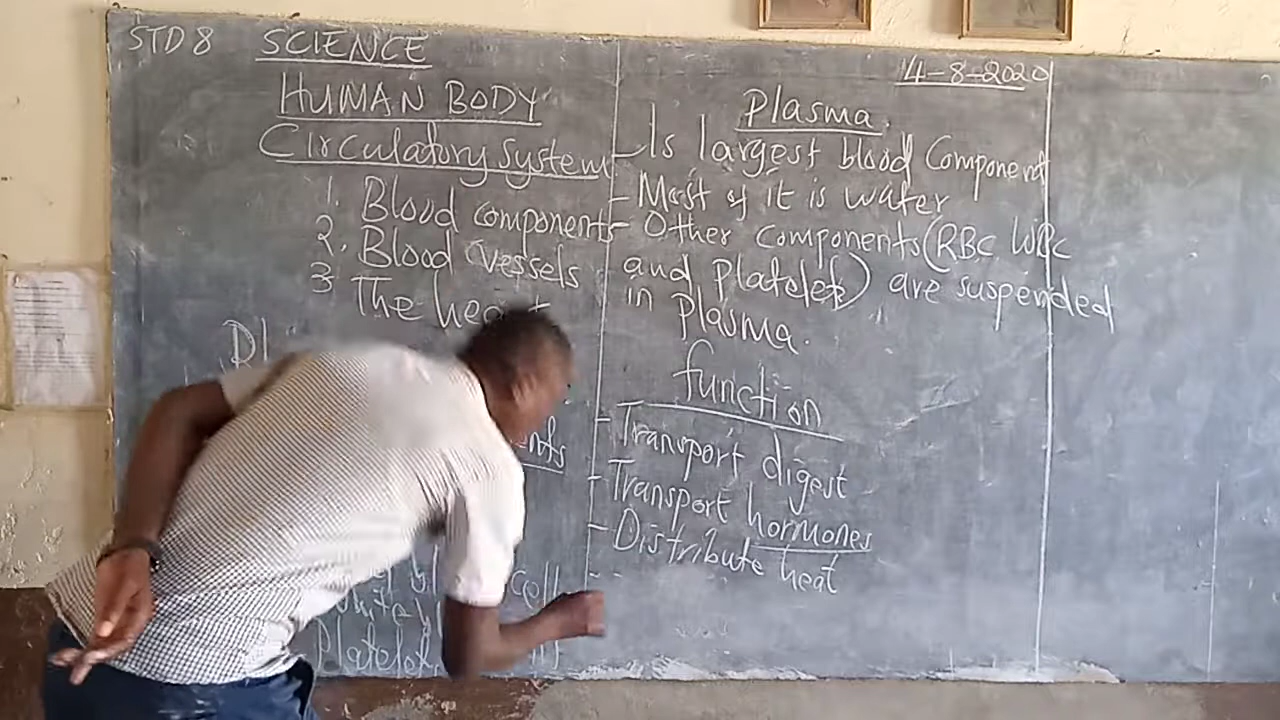 STD 8 SCIENCE
HUMAN BODY
Circulatory System
1. Blood components
2. Blood vessels
3 The heart
Platelet
14-8-2020
Plasma.
- Is largest blood Component
- Most of it is water
- Other Components (RBC WBC
and Platelets) are suspended
in Plasma.
function
- Transport digest
- Transport hormones
- Distribute heat